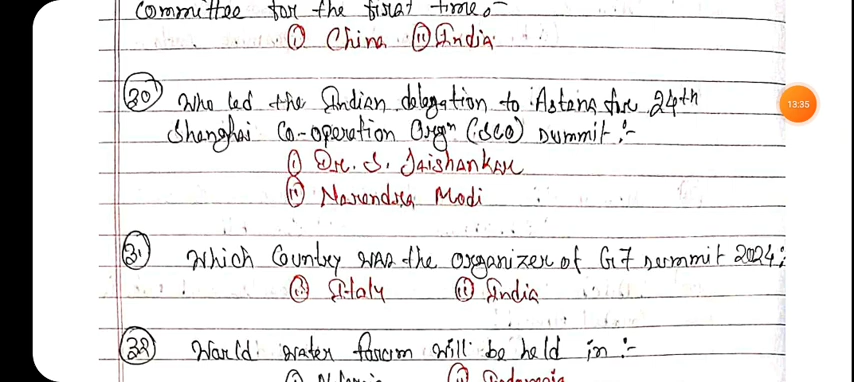 Committee for the first time:-
(i) China (ii) India
30 Who led the Indian delegation to Astana for 24th
Shanghai Co-operation Orgn (SCO) summit :-
(i) Dr. S. Jaishankar
(ii) Narendra Modi
31 Which Country was the organizer of G7 summit 2024:
(i) Italy (ii) India
32 World water forum will be held in :-
(ii) Indonesia
13:35